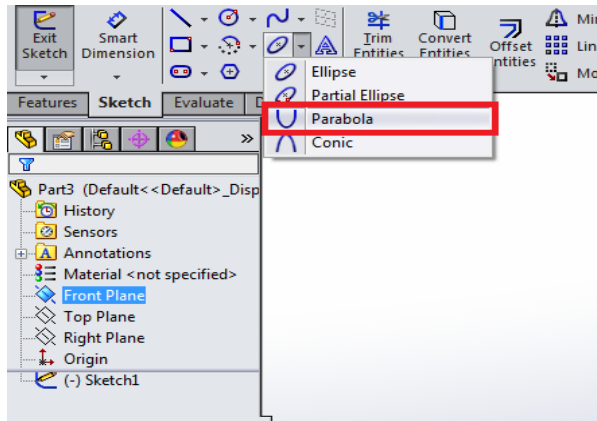 Exit
Sketch
Smart
Dimension
Trim
Entities
Convert
Entities
Offset
Entities
Mir
Lin
Mo
Ellipse
Partial Ellipse
Parabola
Conic
Features
Sketch
Evaluate
D
»
Part3 (Default<<Default>_Disp
History
Sensors
A Annotations
Material <not specified>
Front Plane
Top Plane
Right Plane
Origin
(-) Sketch1